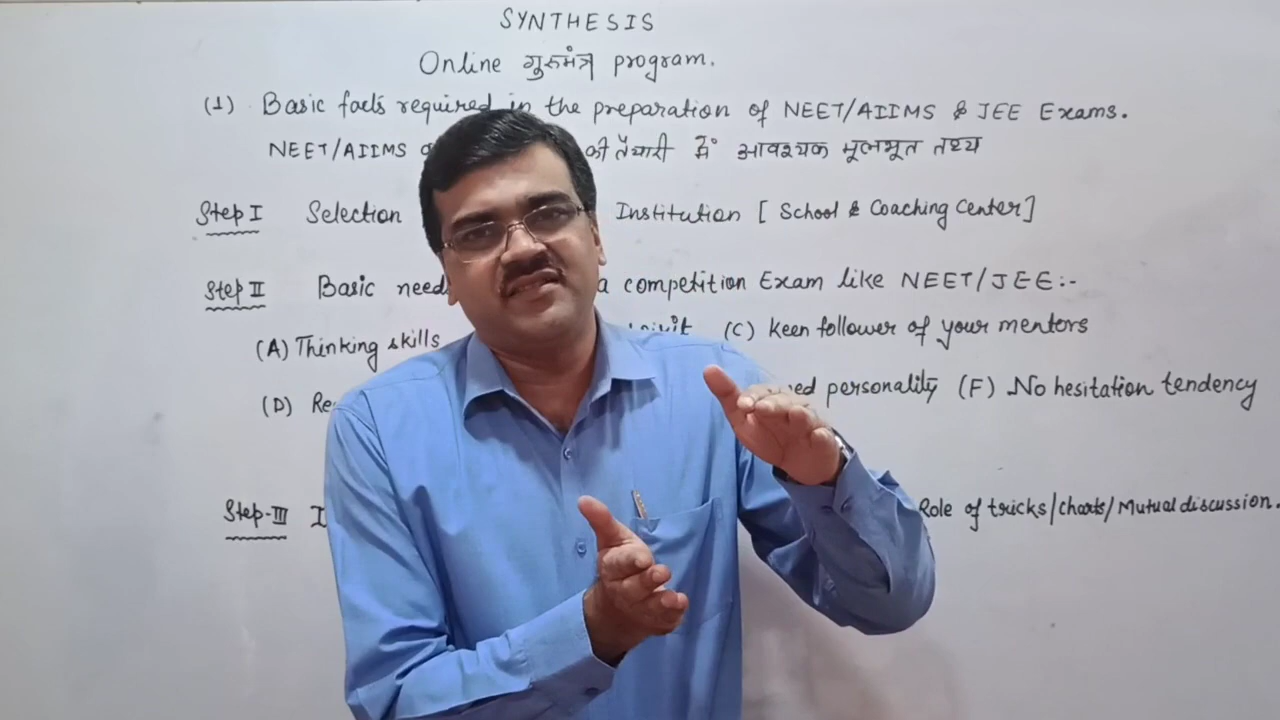 SYNTHESIS
Online गुरुमंत्र program.
(1) Basic facts required in the preparation of NEET/AIIMS & JEE Exams.
NEET/AIIMS की तैयारी में आवश्यक मूलभूत तथ्य
Step I Selection Institution [ School & Coaching Center]
Step II Basic need a competition Exam like NEET/JEE:-
(A) Thinking skills (C) Keen follower of your mentors
(D) personality (F) No hesitation tendency
Step-III Role of tricks/charts/Mutual discussion.